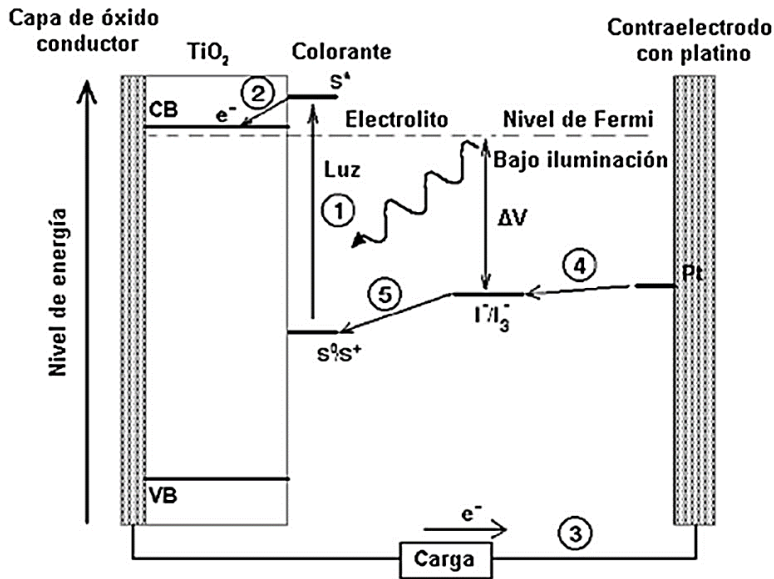 Capa de óxido
conductor
TiO₂
Colorante
Contraelectrodo
con platino
S*
②
e⁻
CB
Electrolito
Nivel de Fermi
Bajo iluminación
Luz
①
ΔV
④
Pt
⑤
I⁻/I₃⁻
S⁰/S⁺
Nivel de energía
VB
e⁻
③
Carga